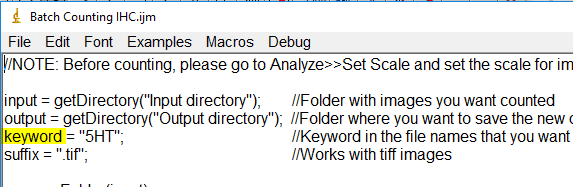 Batch Counting IHC.ijm
File Edit Font Examples Macros Debug
//NOTE: Before counting, please go to Analyze>>Set Scale and set the scale for im
input = getDirectory("Input directory"); //Folder with images you want counted
output = getDirectory("Output directory"); //Folder where you want to save the new c
keyword = "5HT"; //Keyword in the file names that you want
suffix = ".tif"; //Works with tiff images